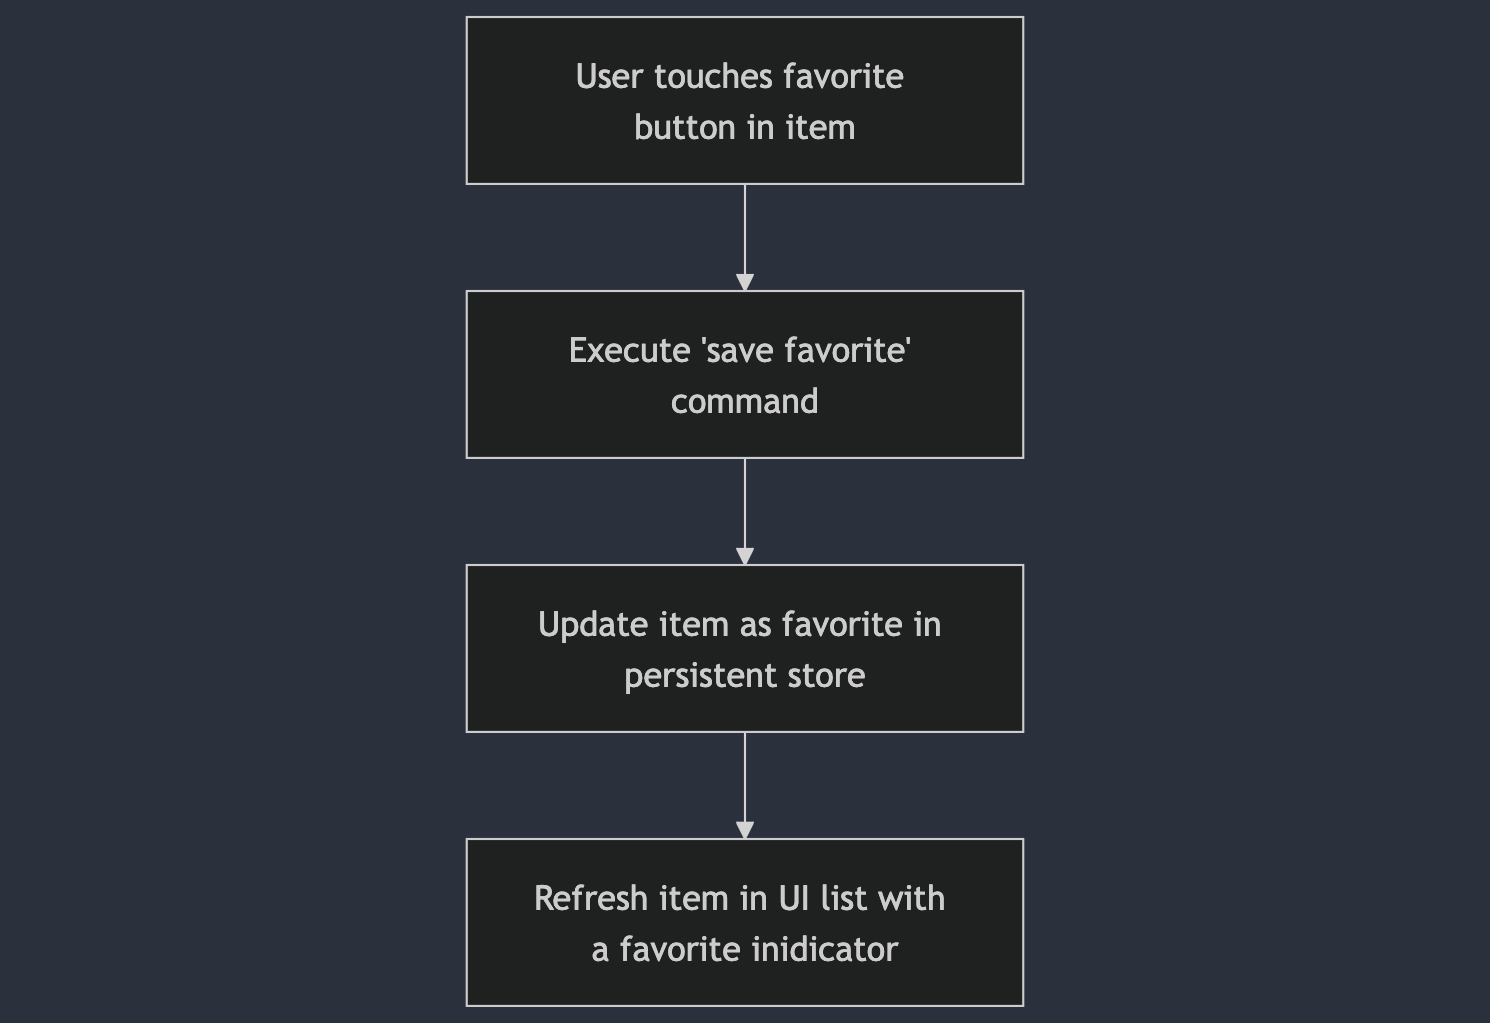 User touches favorite
button in item
Execute 'save favorite'
command
Update item as favorite in
persistent store
Refresh item in UI list with
a favorite inidicator